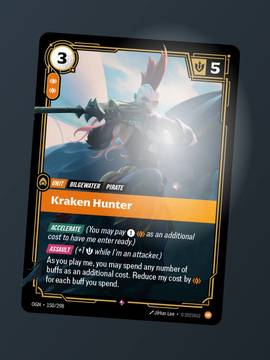 3
5
UNIT BILGEWATER PIRATE
Kraken Hunter
ACCELERATE (You may pay 1 as an additional
cost to have me enter ready.)
ASSAULT (+1 while I'm an attacker.)
As you play me, you may spend any number of
buffs as an additional cost. Reduce my cost by
for each buff you spend.
OGN • 150/298